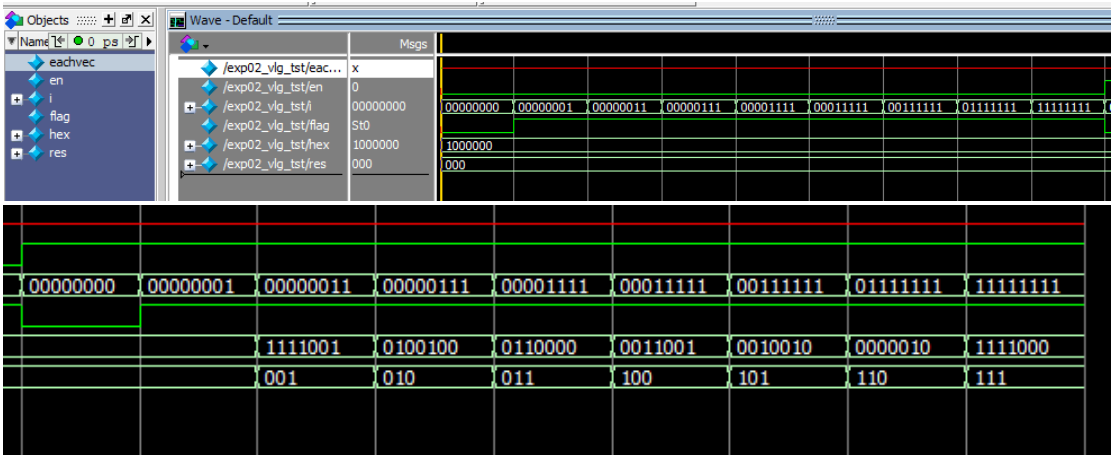 Objects
Wave - Default
Name 0 ps
Msgs
eachvec
en
i
flag
hex
res
/exp02_vlg_tst/eac... x
/exp02_vlg_tst/en 0
/exp02_vlg_tst/i 00000000 00000000 00000001 00000011 00000111 00001111 00011111 00111111 01111111 11111111
/exp02_vlg_tst/flag St0
/exp02_vlg_tst/hex 1000000 1000000
/exp02_vlg_tst/res 000 000
00000000 00000001 00000011 00000111 00001111 00011111 00111111 01111111 11111111
1111001 0100100 0110000 0011001 0010010 0000010 1111000
001 010 011 100 101 110 111